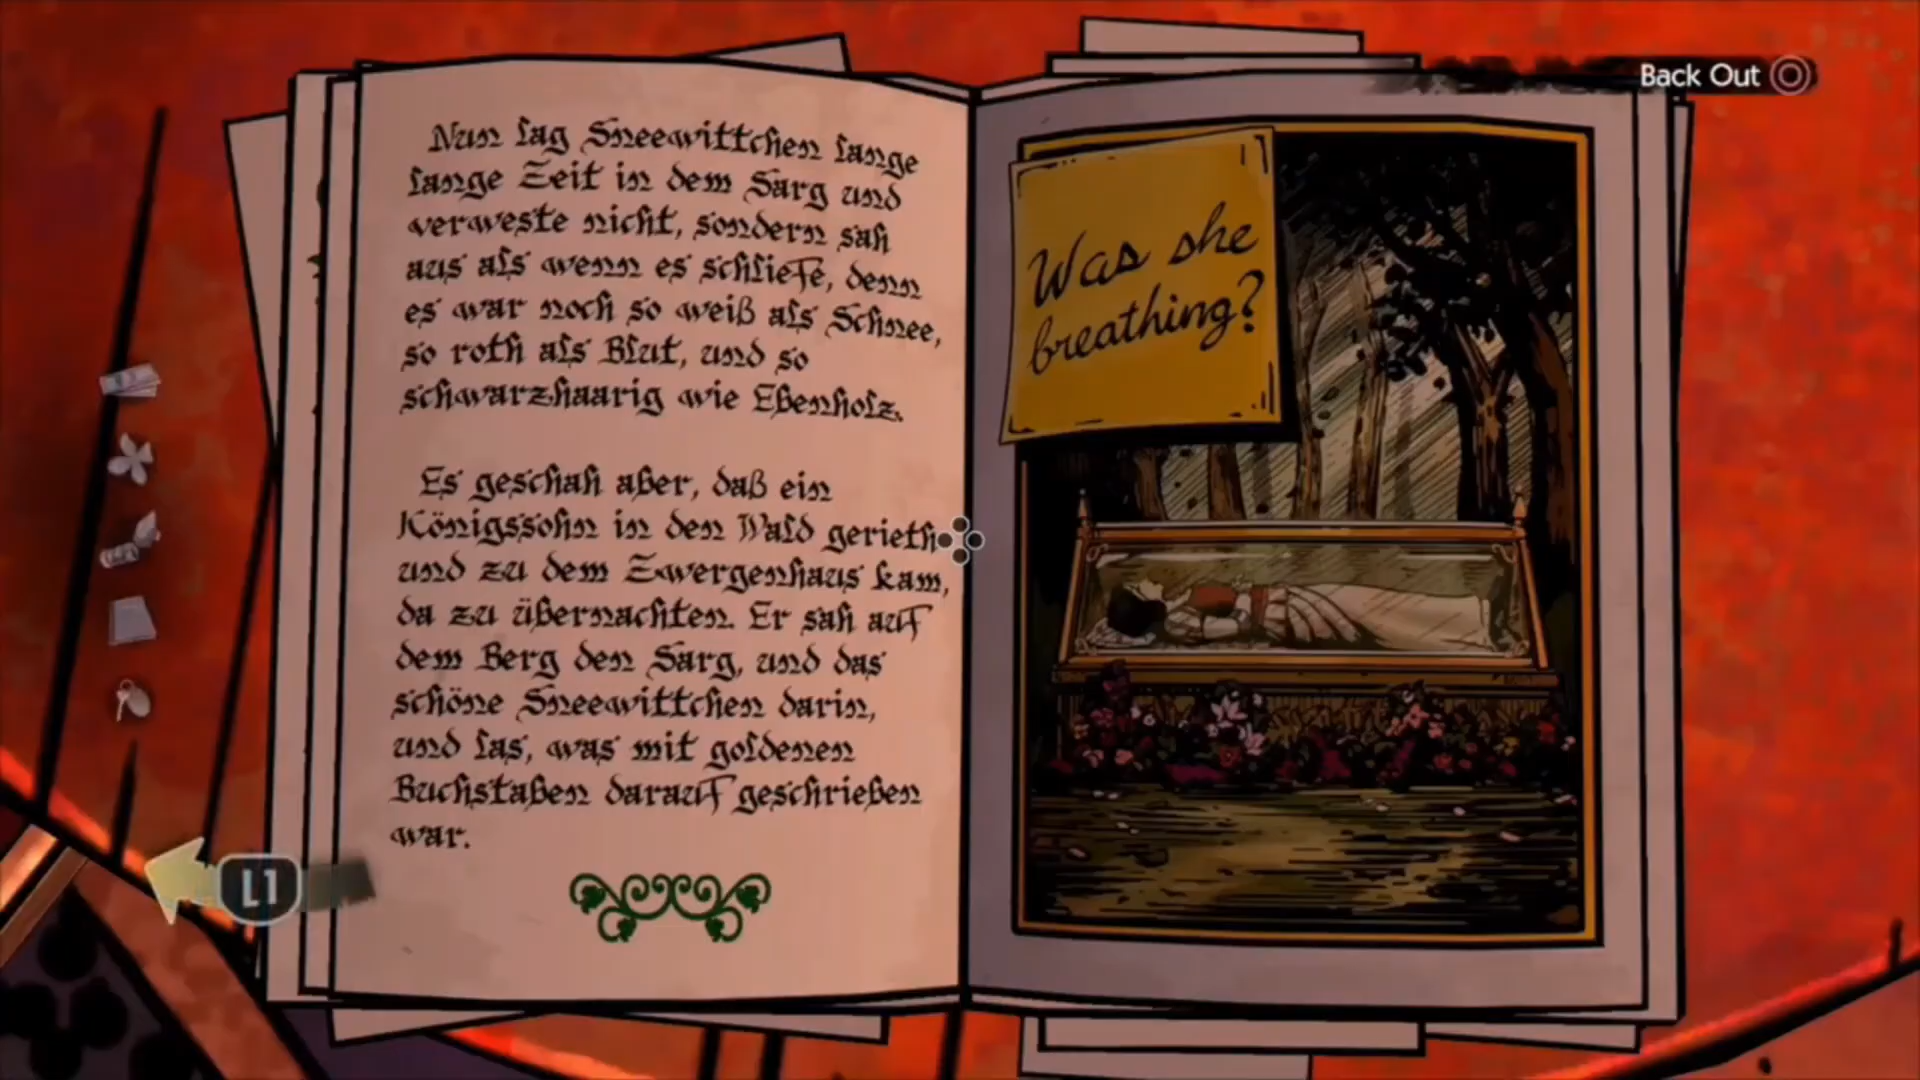 Back Out
Nun lag Sneewittchen lange
lange Zeit in dem Sarg und
verweste nicht, sondern sah
aus als wenn es schliefe, denn
es war noch so weiß als Schnee,
so roth als Blut, und so
schwarzhaarig wie Ebenholz.
Es geschah aber, daß ein
Königssohn in den Wald gerieth
und zu dem Zwergenhaus kam,
da zu übernachten. Er sah auf
dem Berg den Sarg, und das
schöne Sneewittchen darin,
und las, was mit goldenen
Buchstaben darauf geschrieben
war.
Was she
breathing?
L1